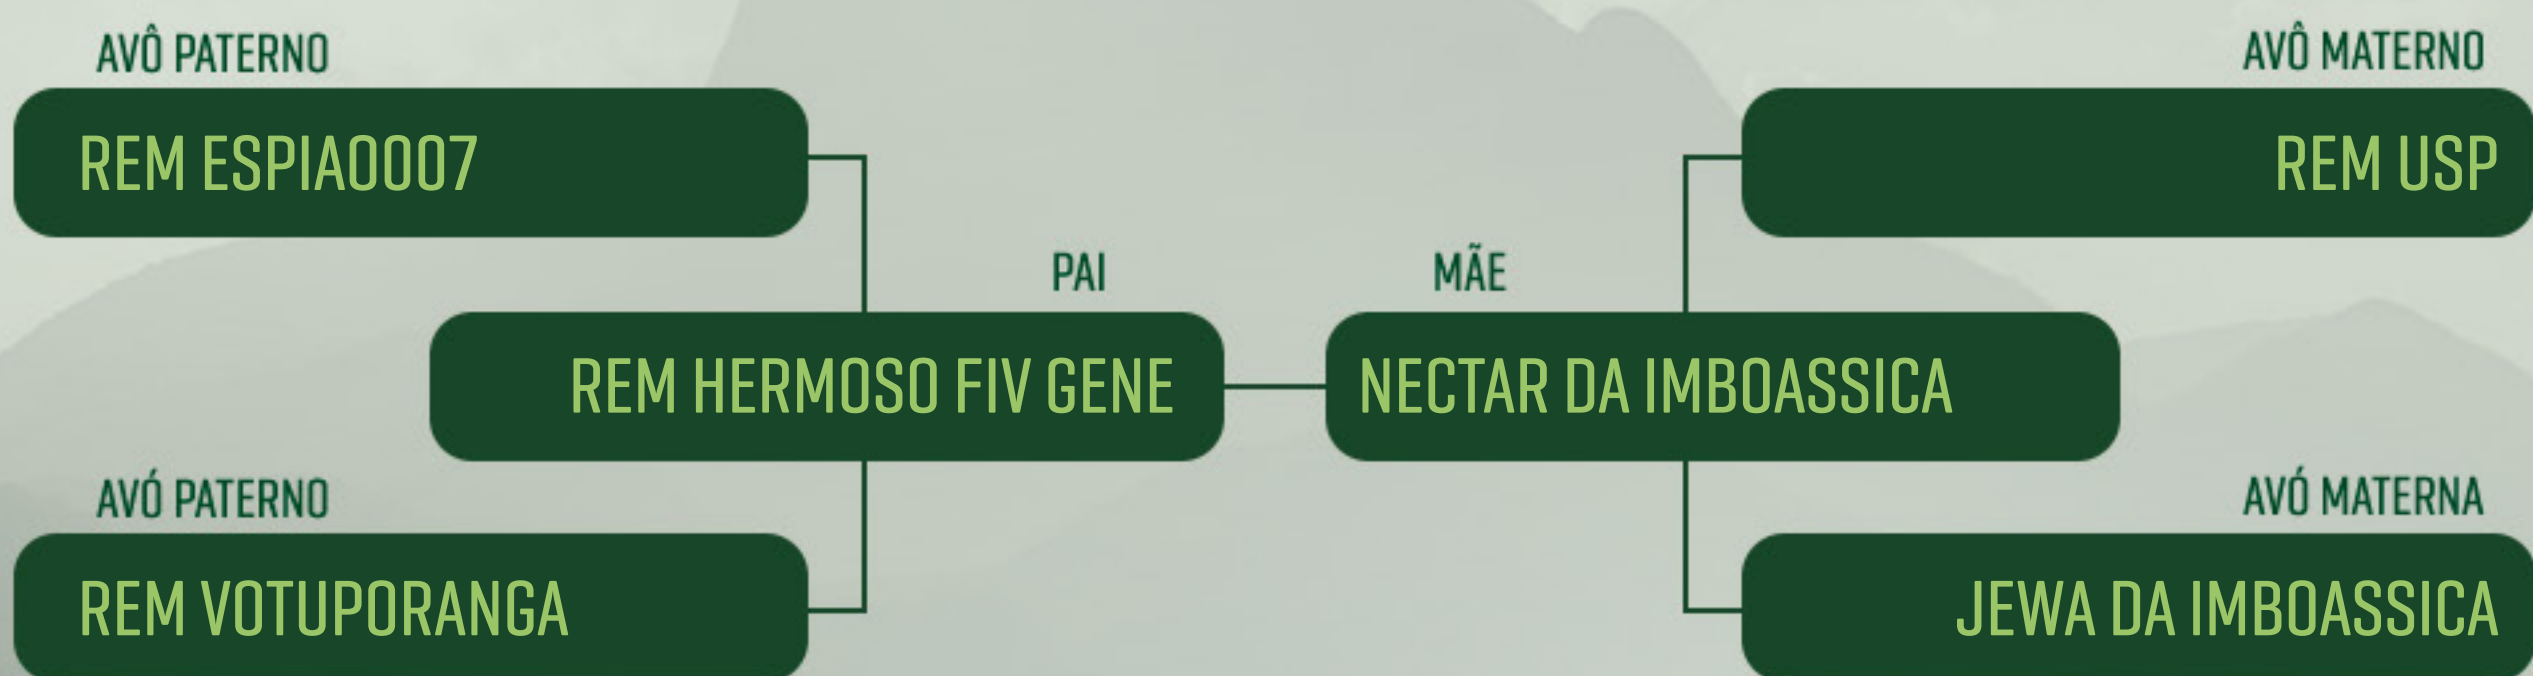 AVÔ PATERNO
REM ESPIAO007
AVÔ MATERNO
REM USP
PAI
REM HERMOSO FIV GENE
MÃE
NECTAR DA IMBOASSICA
AVÓ PATERNO
REM VOTUPORANGA
AVÓ MATERNA
JEWA DA IMBOASSICA